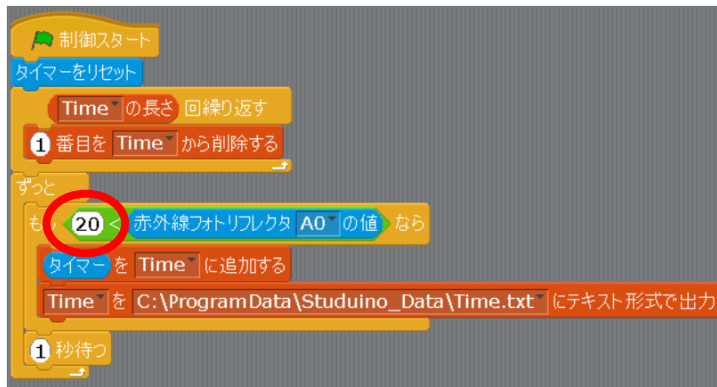 制御スタート
タイマーをリセット
Time の長さ 回繰り返す
1 番目を Time から削除する
ずっと
も 20 < 赤外線フォトリフレクタ A0 の値 なら
タイマー を Time に追加する
Time を C:\ProgramData\Studuino_Data\Time.txt にテキスト形式で出力
1 秒待つ